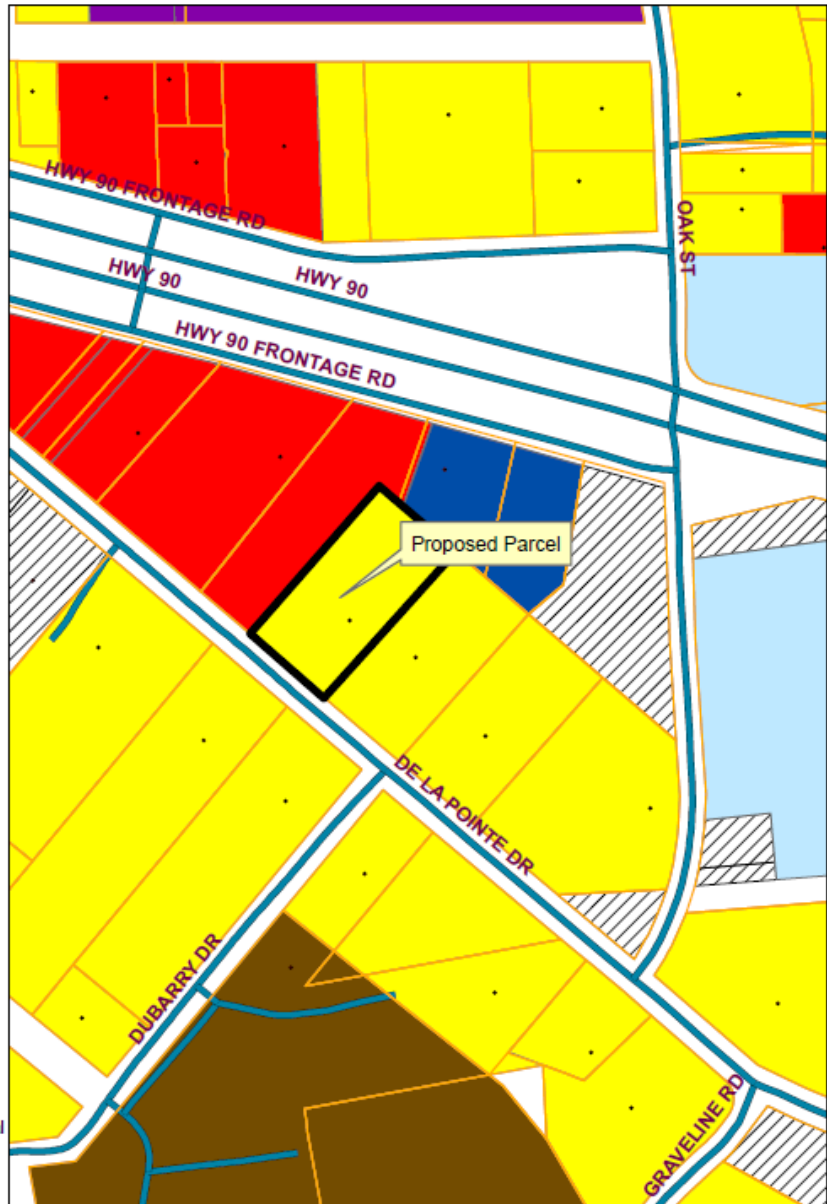 HWY 90 FRONTAGE RD
OAK ST
HWY 90
HWY 90
HWY 90 FRONTAGE RD
Proposed Parcel
DE LA POINTE DR
DUBARRY DR
GRAVELINE RD